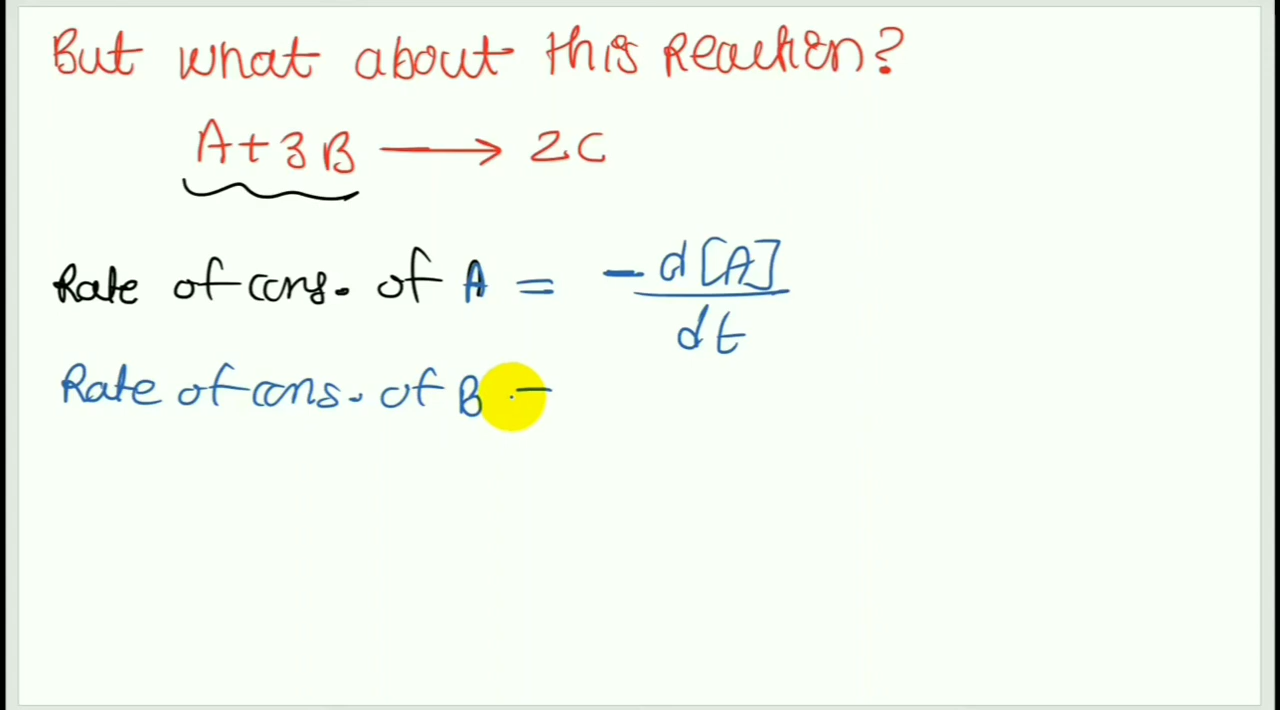 But what about this Reaction?
A + 3B ⟶ 2C
Rate of cons. of A = -d[A]/dt
Rate of cons. of B =